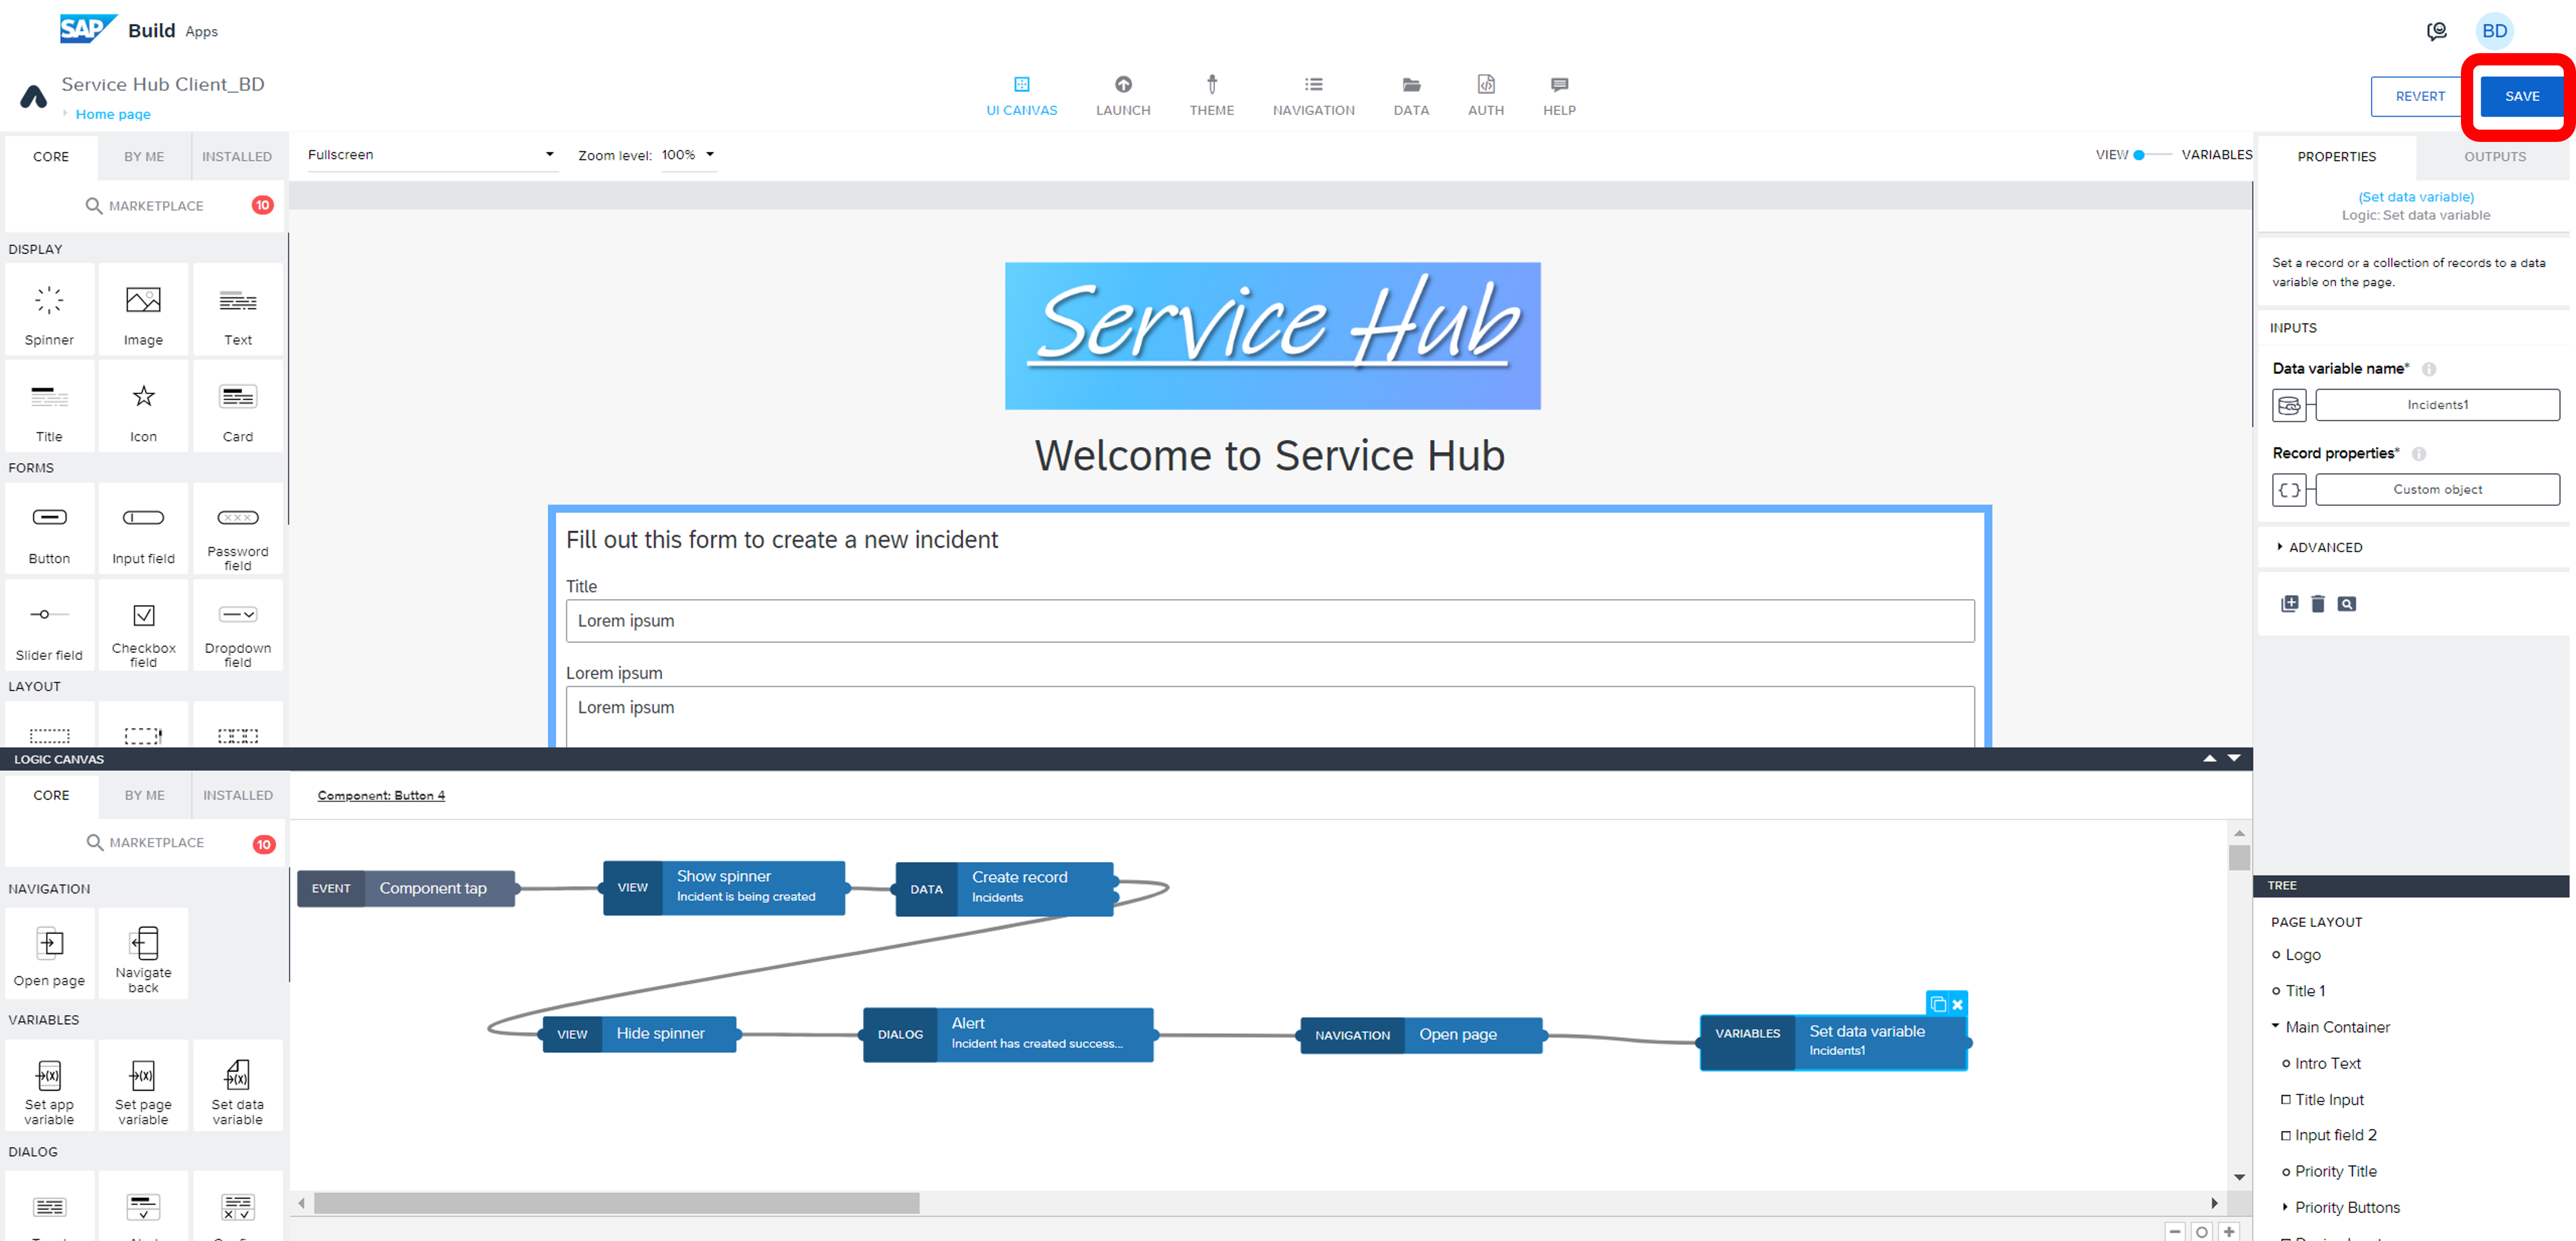 SAP Build Apps
BD
Service Hub Client_BD
Home page
UI CANVAS
LAUNCH
THEME
NAVIGATION
DATA
AUTH
HELP
REVERT
SAVE
CORE
BY ME
INSTALLED
MARKETPLACE
10
DISPLAY
Spinner
Image
Text
Title
Icon
Card
FORMS
Button
Input field
Password
field
Slider field
Checkbox
field
Dropdown
field
LAYOUT
Fullscreen
Zoom level: 100%
VIEW
VARIABLES
Service Hub
Welcome to Service Hub
Fill out this form to create a new incident
Title
Lorem ipsum
Lorem ipsum
Lorem ipsum
PROPERTIES
OUTPUTS
(Set data variable)
Logic: Set data variable
Set a record or a collection of records to a data
variable on the page.
INPUTS
Data variable name*
Incidents1
Record properties*
Custom object
ADVANCED
LOGIC CANVAS
CORE
BY ME
INSTALLED
MARKETPLACE
10
NAVIGATION
Open page
Navigate
back
VARIABLES
Set app
variable
Set page
variable
Set data
variable
DIALOG
Component: Button 4
EVENT
Component tap
VIEW
Show spinner
Incident is being created
DATA
Create record
Incidents
VIEW
Hide spinner
DIALOG
Alert
Incident has created success...
NAVIGATION
Open page
VARIABLES
Set data variable
Incidents1
TREE
PAGE LAYOUT
Logo
Title 1
Main Container
Intro Text
Title Input
Input field 2
Priority Title
Priority Buttons